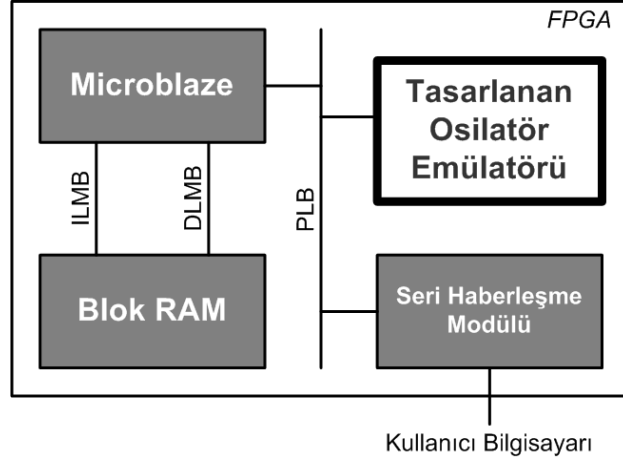 FPGA
Microblaze
Tasarlanan
Osilatör
Emülatörü
ILMB
DLMB
PLB
Blok RAM
Seri Haberleşme
Modülü
Kullanıcı Bilgisayarı